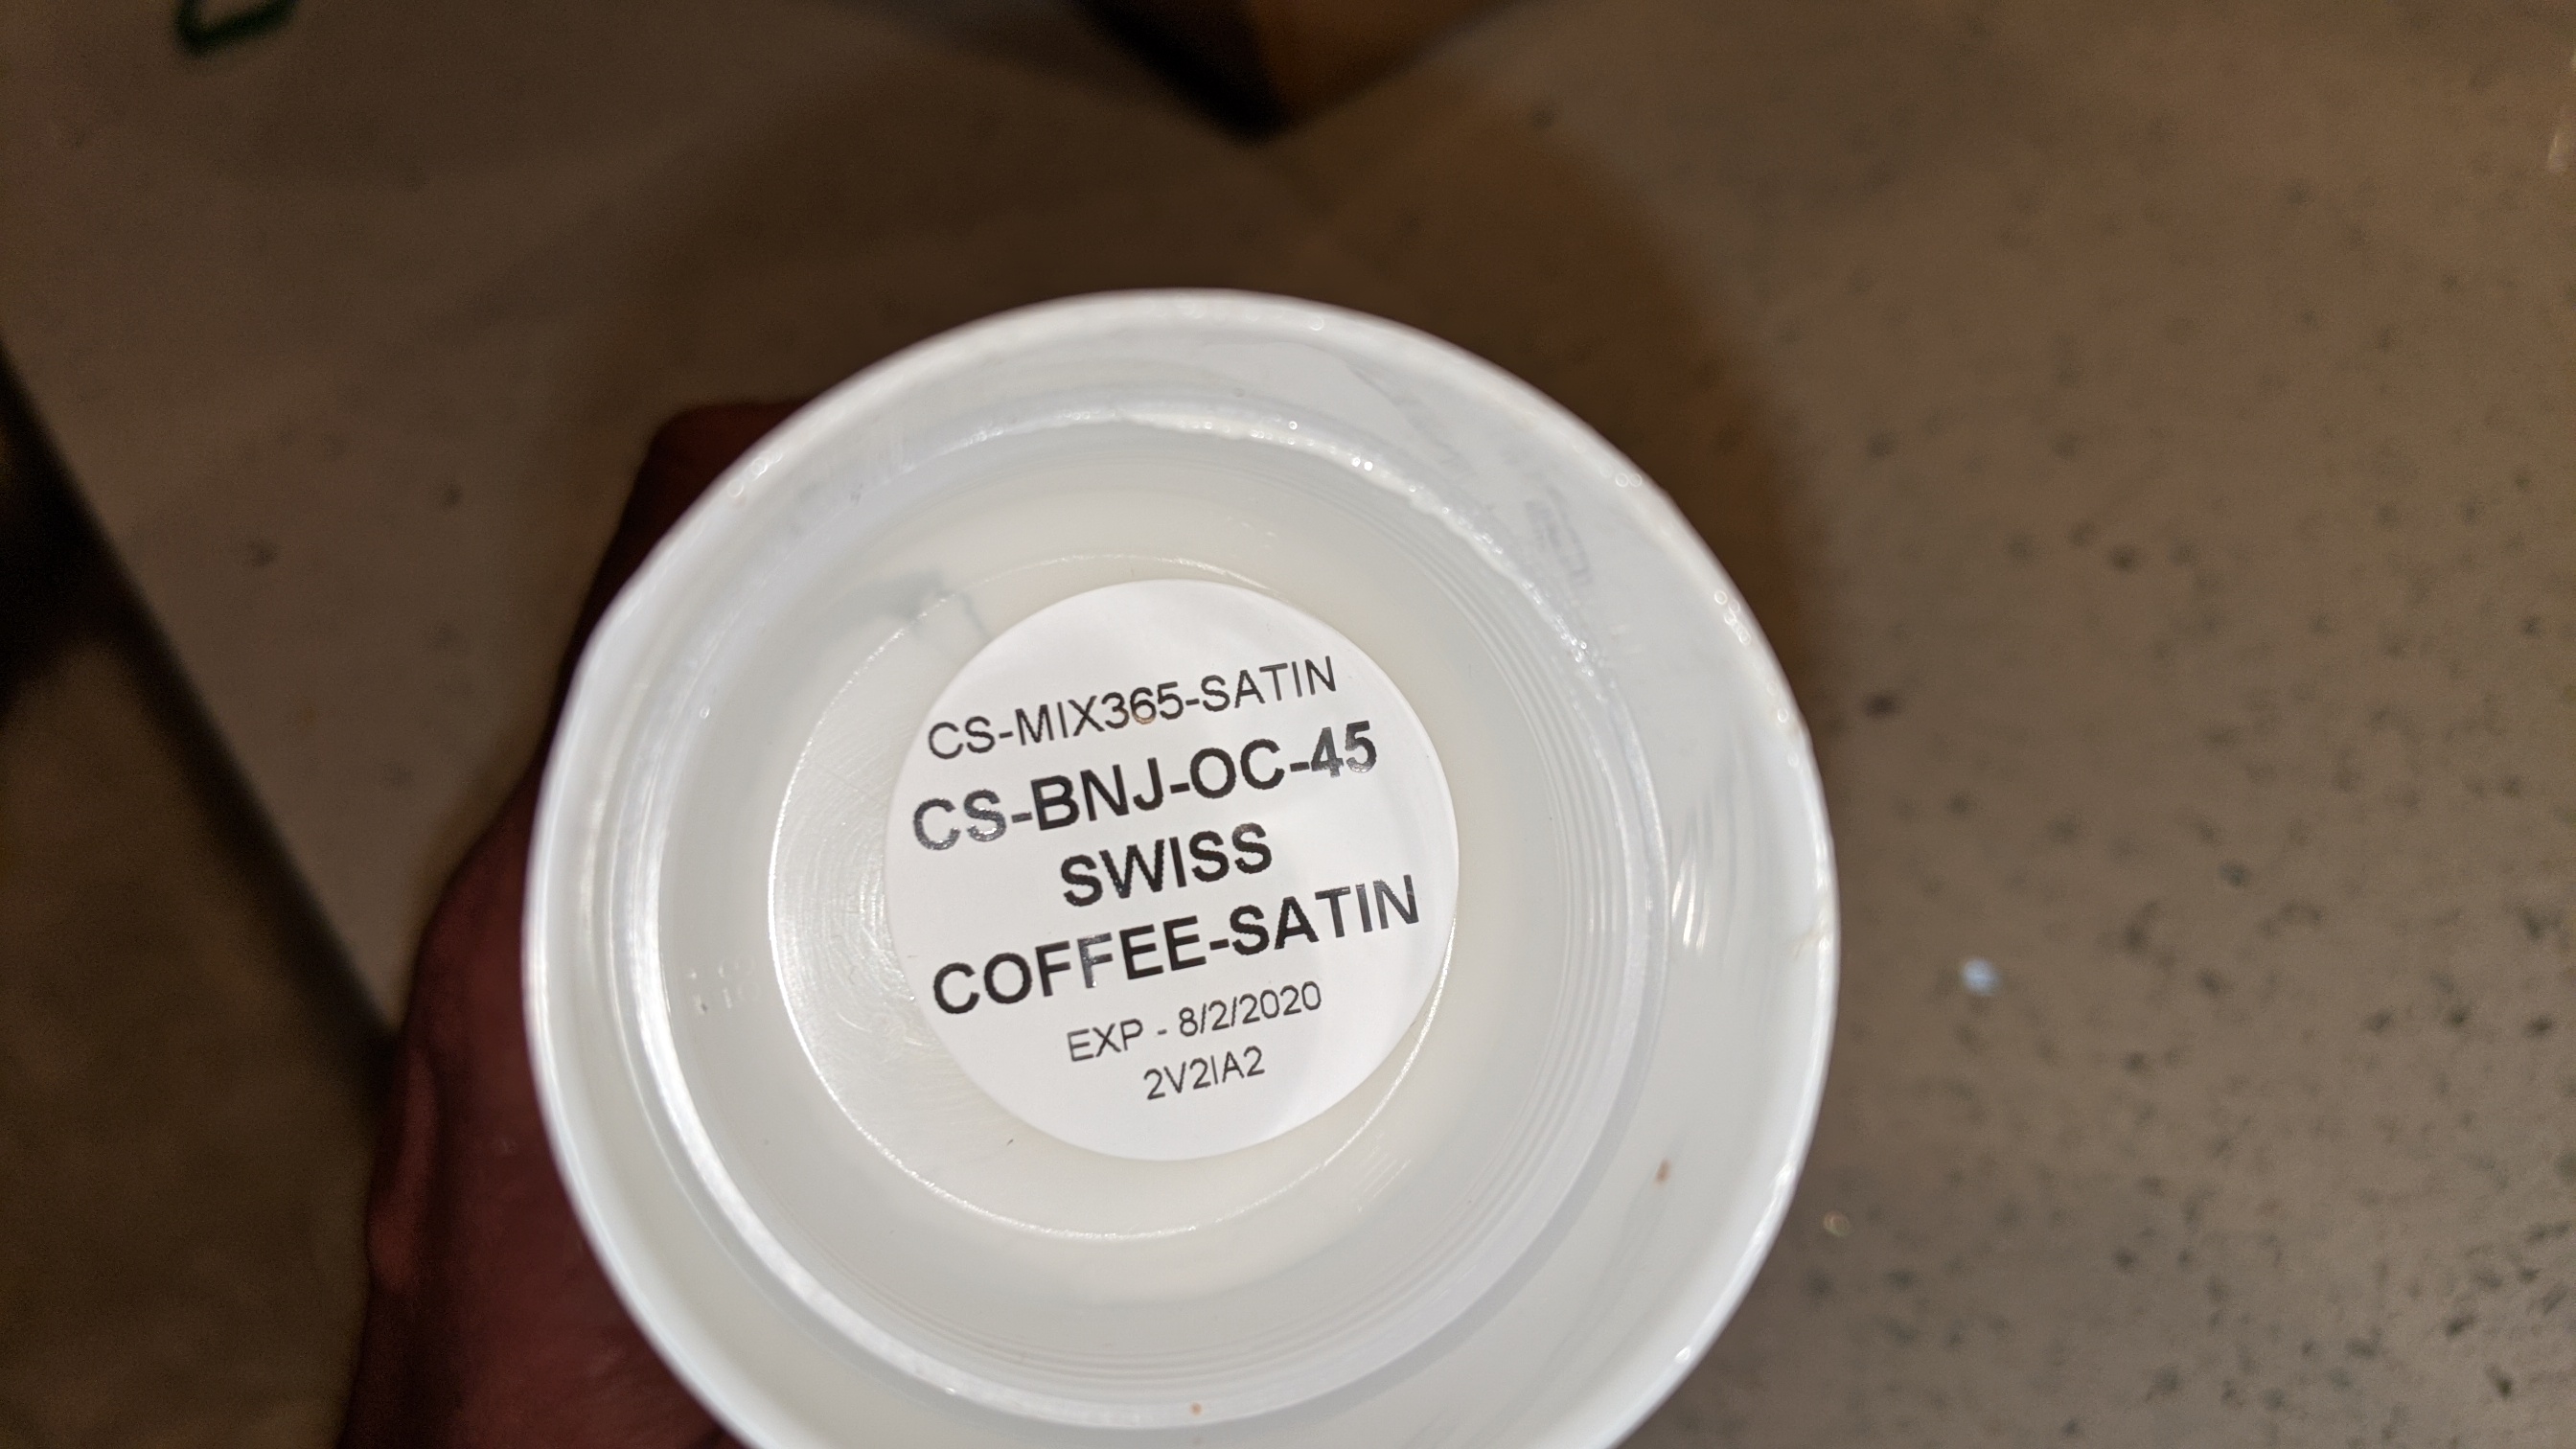 CS-MIX365-SATIN
CS-BNJ-OC-45
SWISS
COFFEE-SATIN
EXP - 8/2/2020
2V2IA2